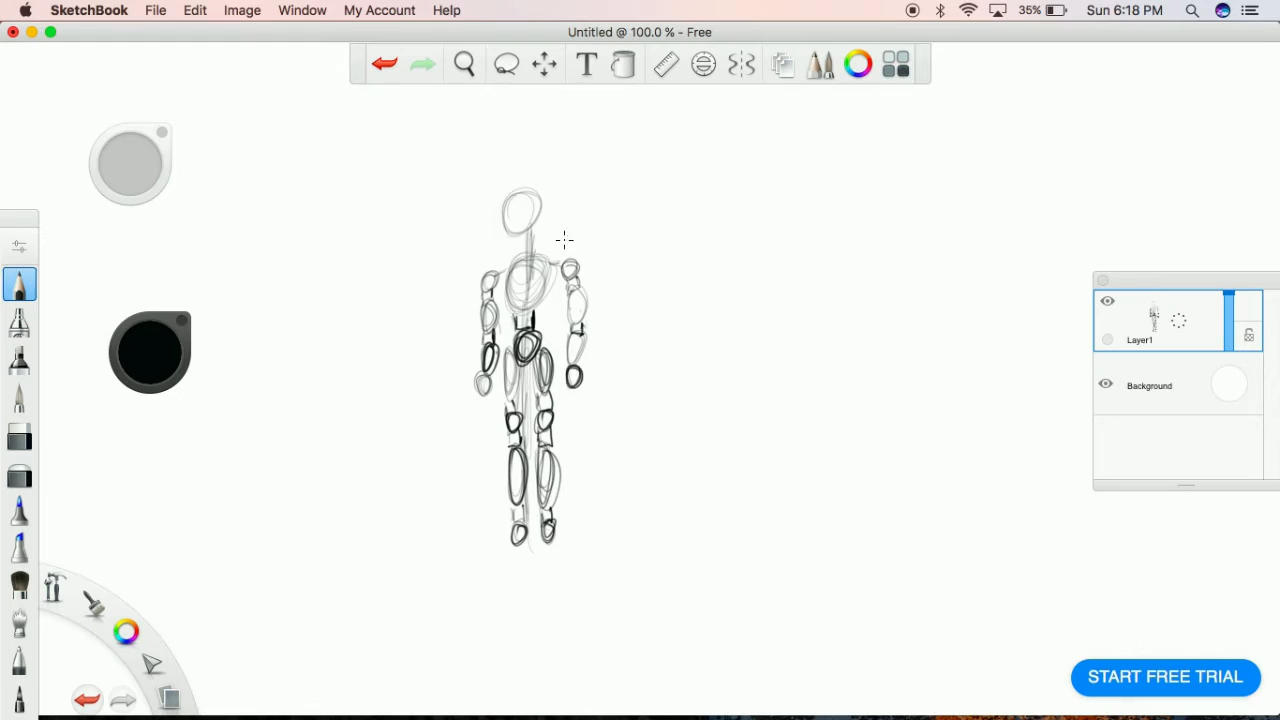 SketchBook File Edit Image Window My Account Help 35% Sun 6:18 PM
Untitled @ 100.0 % - Free
T
Layer1
Background
START FREE TRIAL